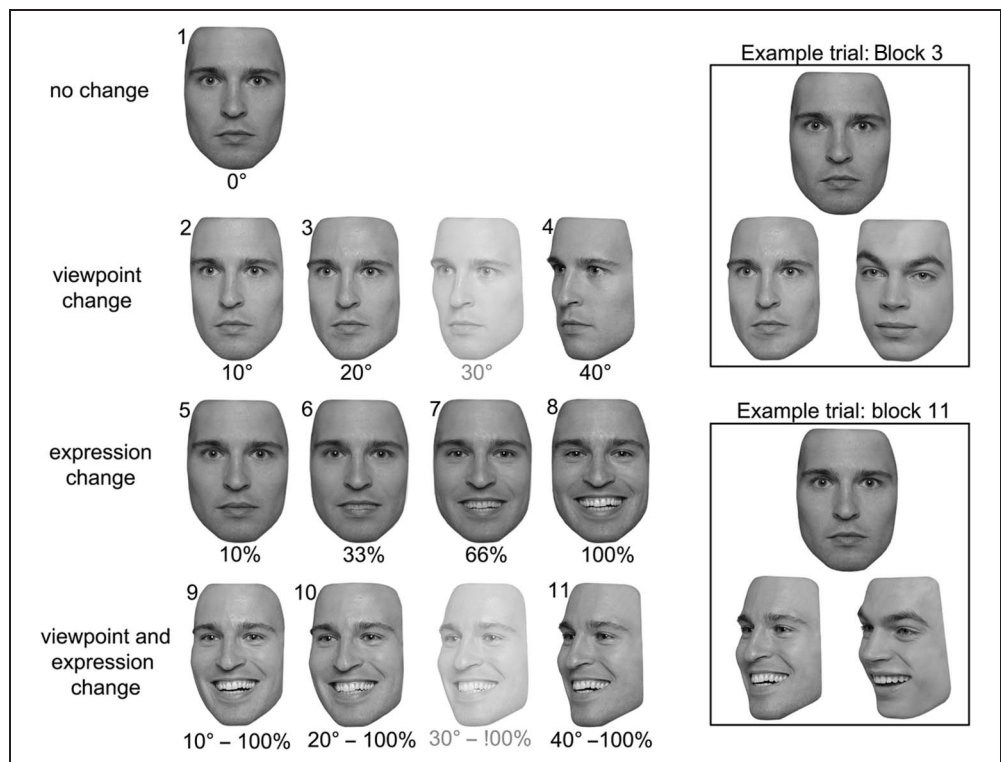 1
no change
0°
2
3
4
viewpoint
change
10°
20°
30°
40°
5
6
7
8
expression
change
10%
33%
66%
100%
9
10
11
viewpoint and
expression
change
10° – 100%
20° – 100%
30° – !00%
40° –100%
Example trial: Block 3
Example trial: block 11